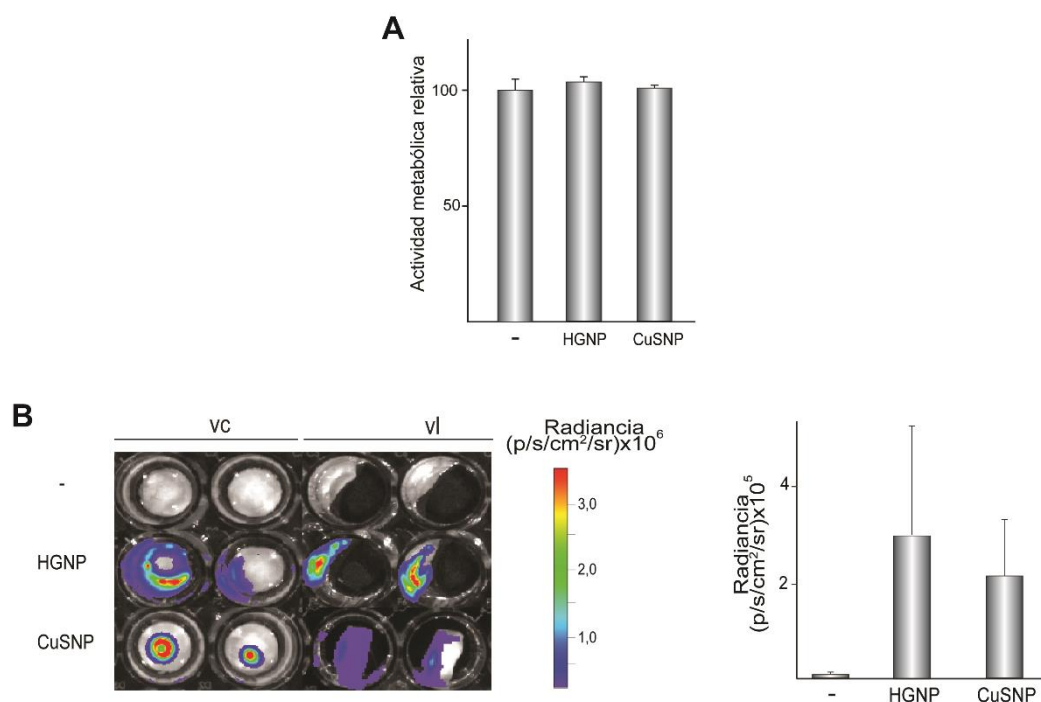 A
Actividad metabólica relativa
100
50
-
HGNP
CuSNP
B
vc
vl
-
HGNP
CuSNP
Radiancia
(p/s/cm²/sr)x10⁶
3,0
2,0
1,0
Radiancia
(p/s/cm²/sr)x10⁵
4
2
-
HGNP
CuSNP